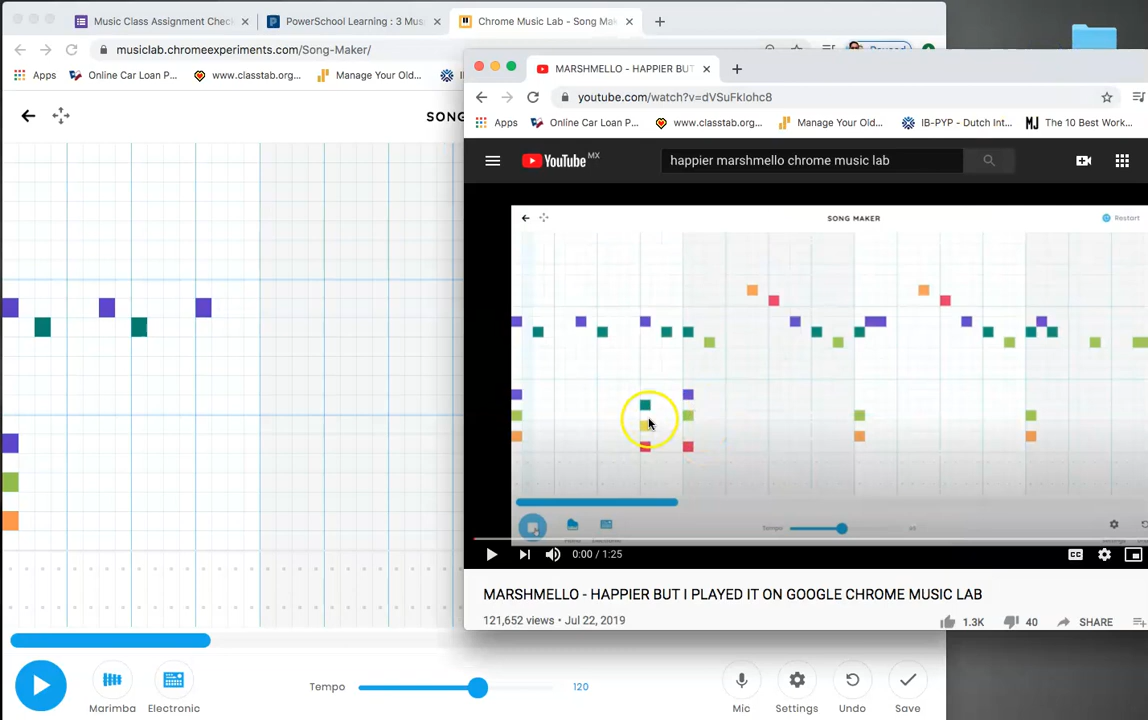 Music Class Assignment Check
PowerSchool Learning : 3 Mus
Chrome Music Lab - Song Mak
musiclab.chromeexperiments.com/Song-Maker/
Paused
Apps
Online Car Loan P...
www.classtab.org...
Manage Your Old...
SONG
MARSHMELLO - HAPPIER BUT
youtube.com/watch?v=dVSuFklohc8
Apps
Online Car Loan P...
www.classtab.org...
Manage Your Old...
IB-PYP - Dutch Int...
MJ
The 10 Best Work...
YouTube MX
happier marshmello chrome music lab
SONG MAKER
Restart
Tempo
0:00 / 1:25
CC
MARSHMELLO - HAPPIER BUT I PLAYED IT ON GOOGLE CHROME MUSIC LAB
121,652 views • Jul 22, 2019
1.3K
40
SHARE
Marimba
Electronic
Tempo
120
Mic
Settings
Undo
Save